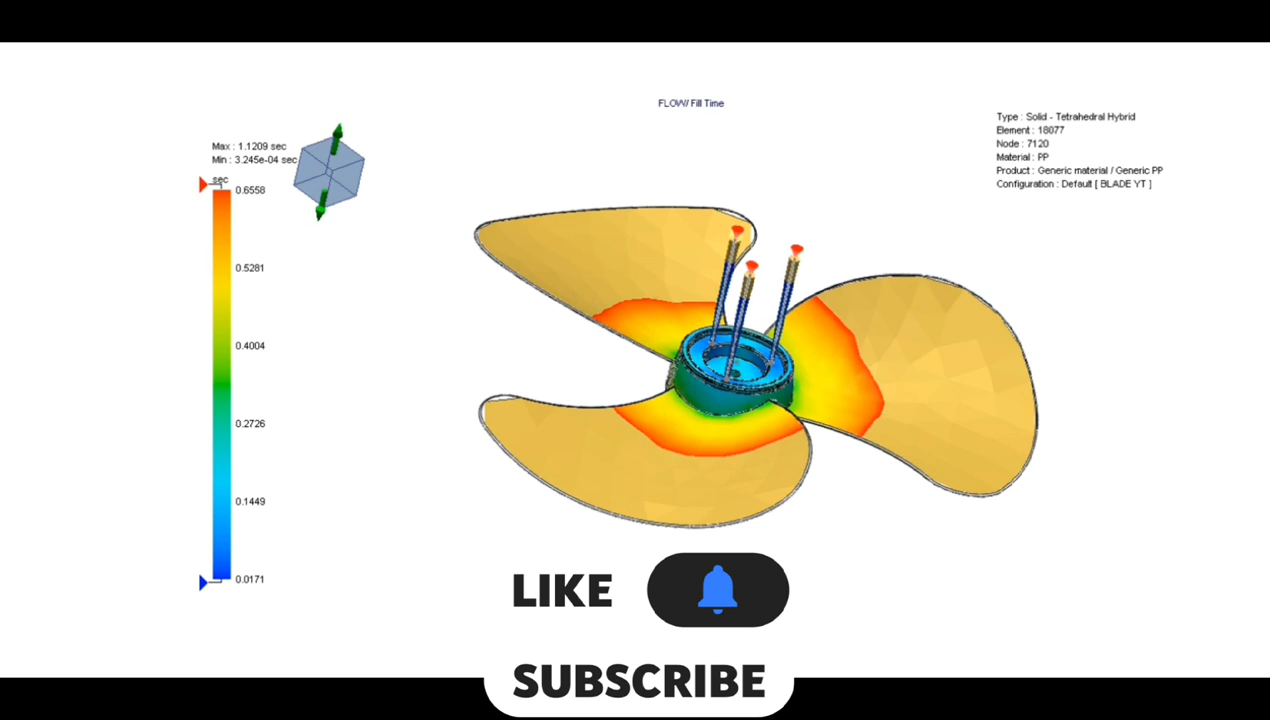 FLOW/ Fill Time
Type : Solid - Tetrahedral Hybrid
Element : 18077
Node : 7120
Material : PP
Product : Generic material / Generic PP
Configuration : Default [ BLADE YT ]
Max : 1.1209 sec
Min : 3.245e-04 sec
sec
0.6558
0.5281
0.4004
0.2726
0.1449
0.0171
LIKE
SUBSCRIBE